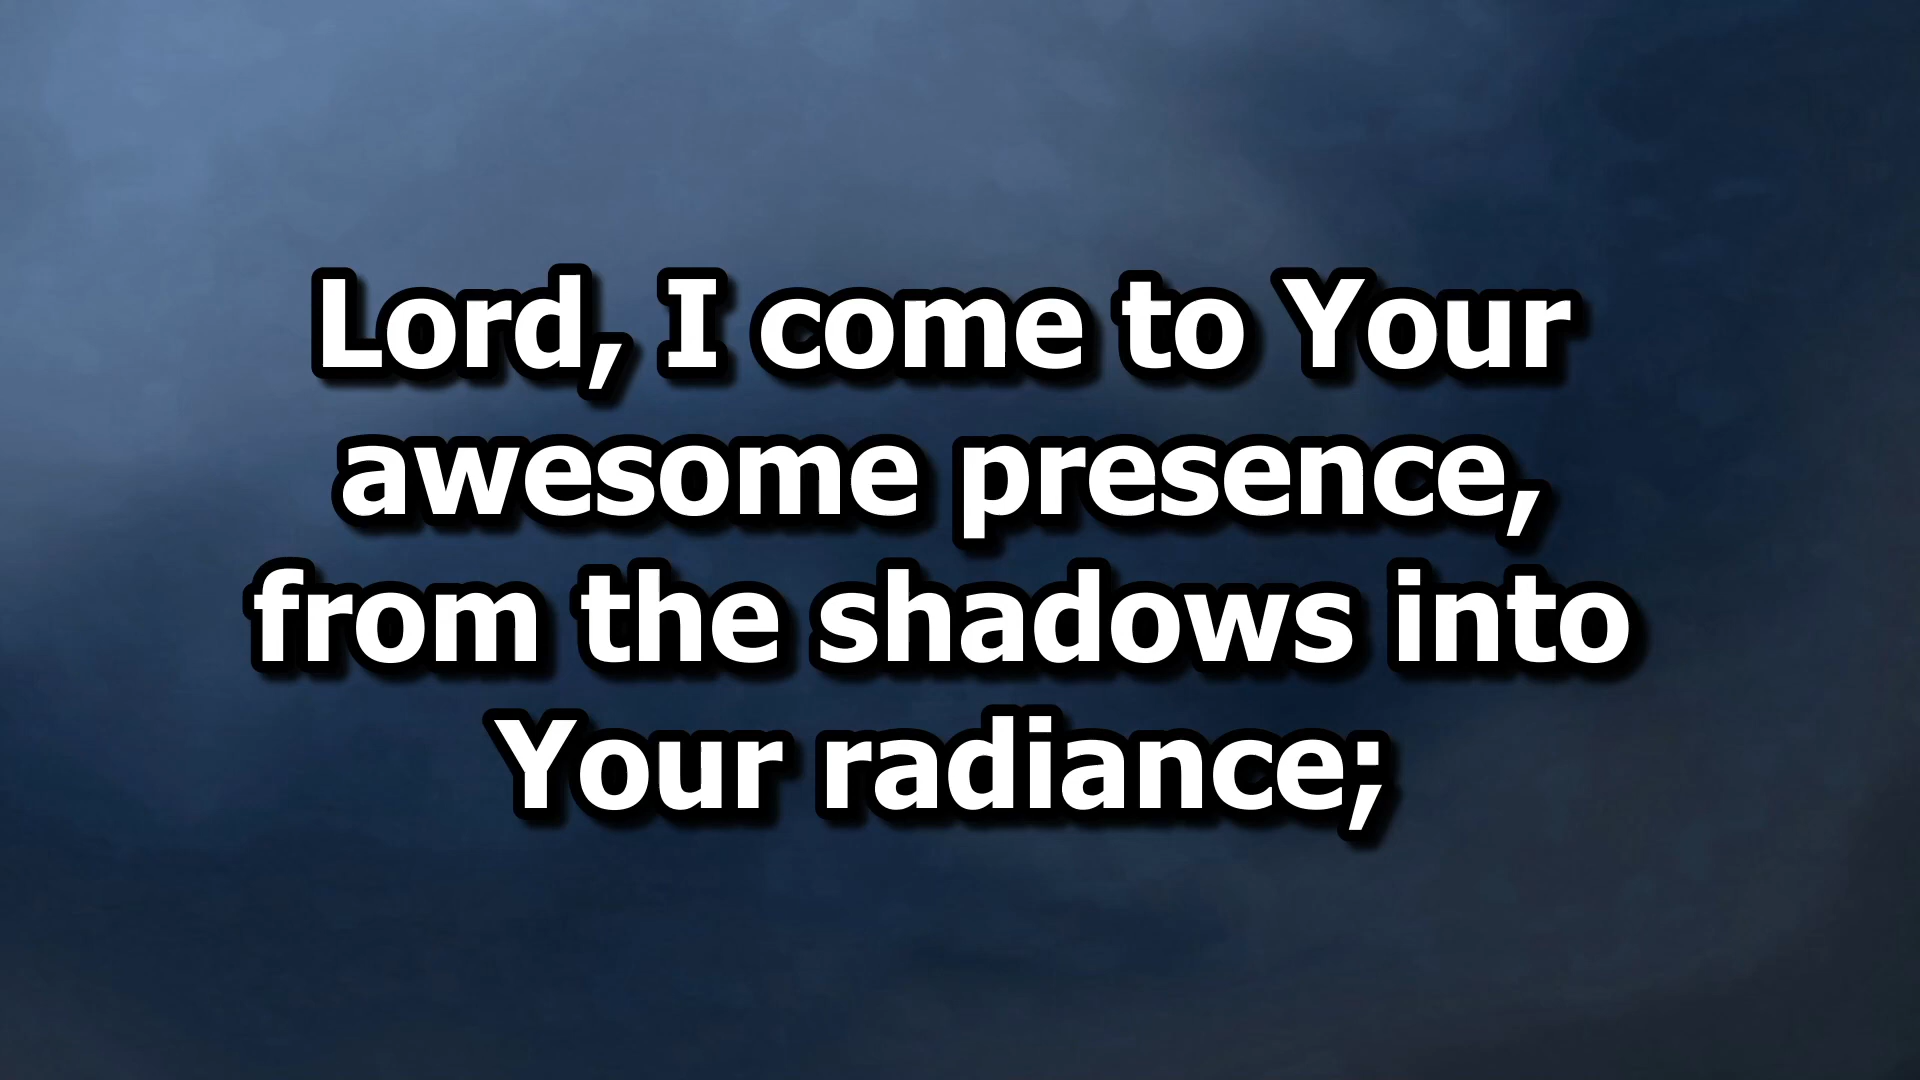 Lord, I come to Your
awesome presence,
from the shadows into
Your radiance;